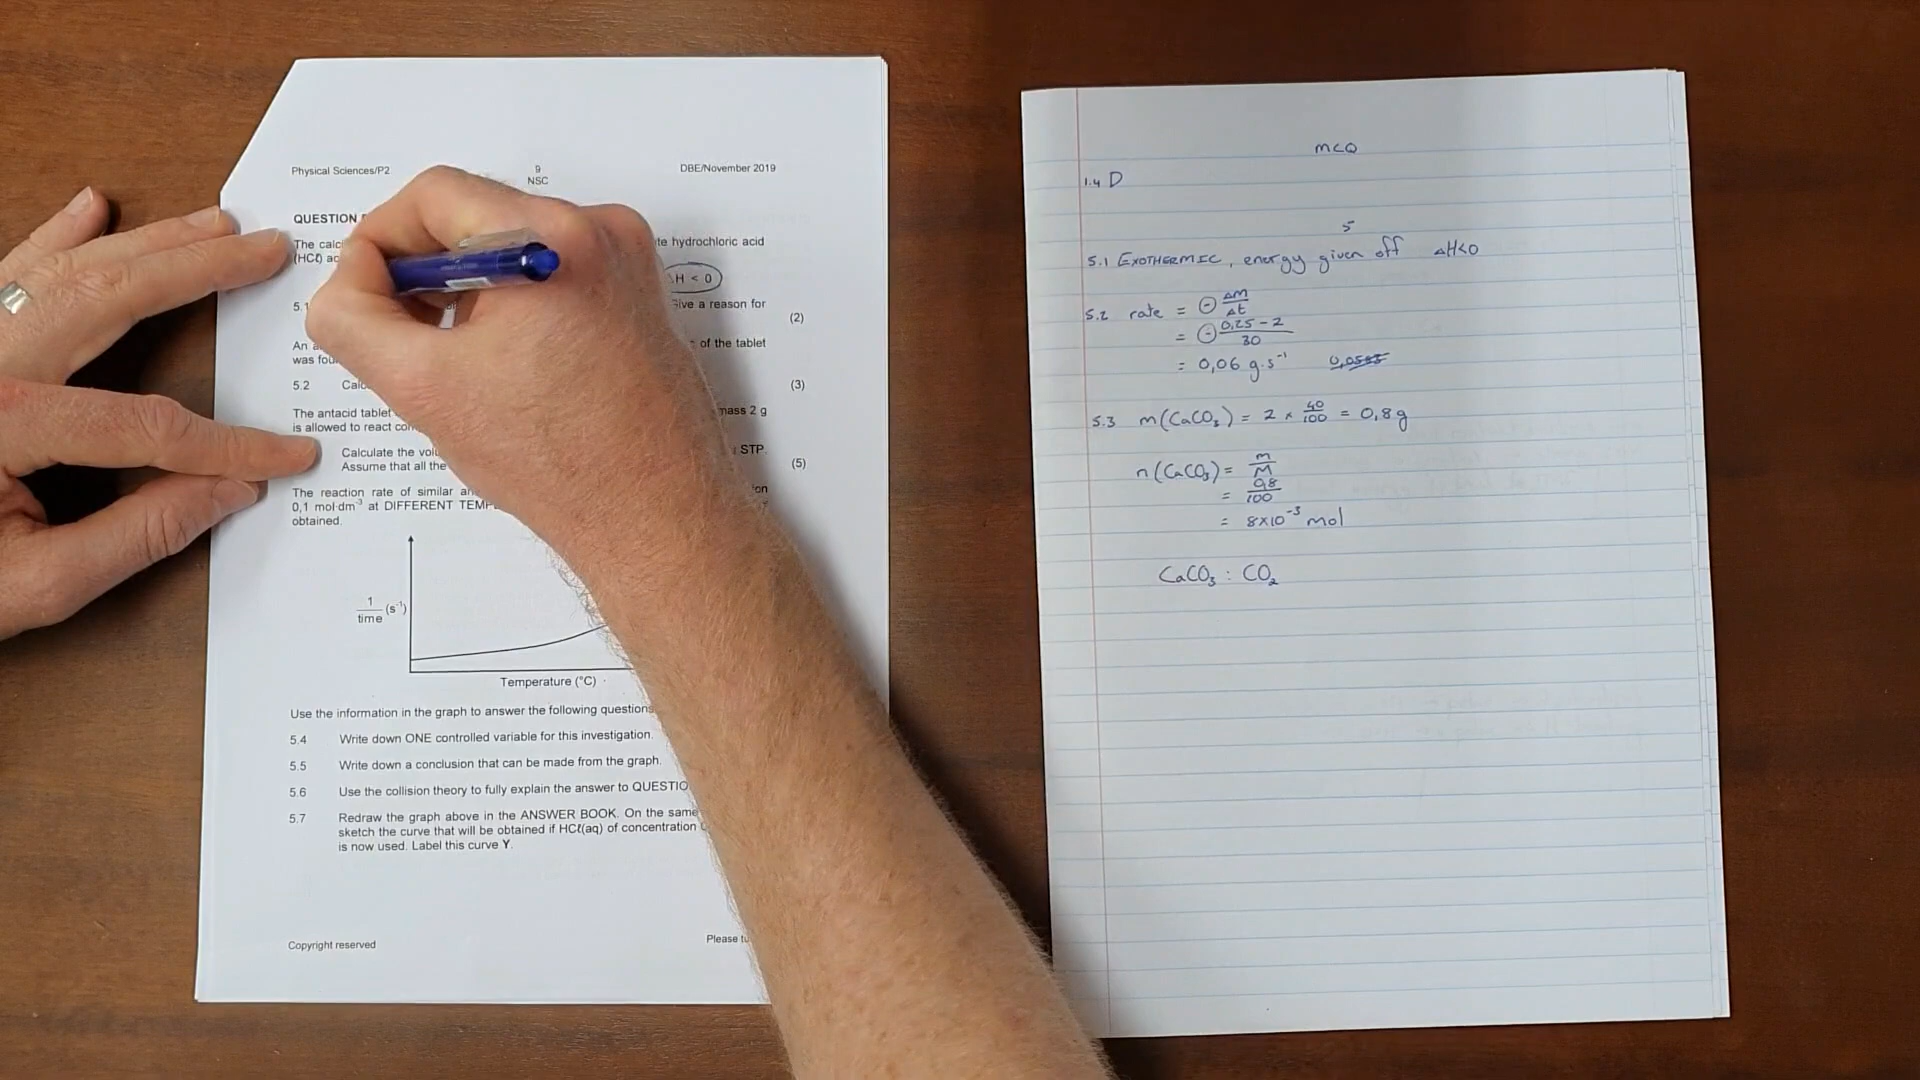 Physical Sciences/P2 9 DBE/November 2019
NSC
QUESTION
The calci te hydrochloric acid
(HCℓ) ac
H < 0
5.1 Give a reason for
(2)
An a of the tablet
was fou
5.2 Calc (3)
The antacid tablet mass 2 g
is allowed to react con
Calculate the vol STP.
Assume that all the (5)
The reaction rate of similar an on
0,1 mol·dm⁻³ at DIFFERENT TEMPE
obtained.
1
time (s⁻¹)
Temperature (°C)
Use the information in the graph to answer the following questions
5.4 Write down ONE controlled variable for this investigation.
5.5 Write down a conclusion that can be made from the graph.
5.6 Use the collision theory to fully explain the answer to QUESTIO
5.7 Redraw the graph above in the ANSWER BOOK. On the same
sketch the curve that will be obtained if HCℓ(aq) of concentration
is now used. Label this curve Y.
Copyright reserved Please tu
MCQ
1.4 D
5
5.1 EXOTHERMIC, energy given off ΔH<0
5.2 rate = - Δm/Δt
= - 0,25 - 2 / 30
= 0,06 g.s⁻¹
5.3 m(CaCO₃) = 2 × 40/100 = 0,8g
n(CaCO₃) = m/M
= 0,8/100
= 8×10⁻³ mol
CaCO₃ : CO₂